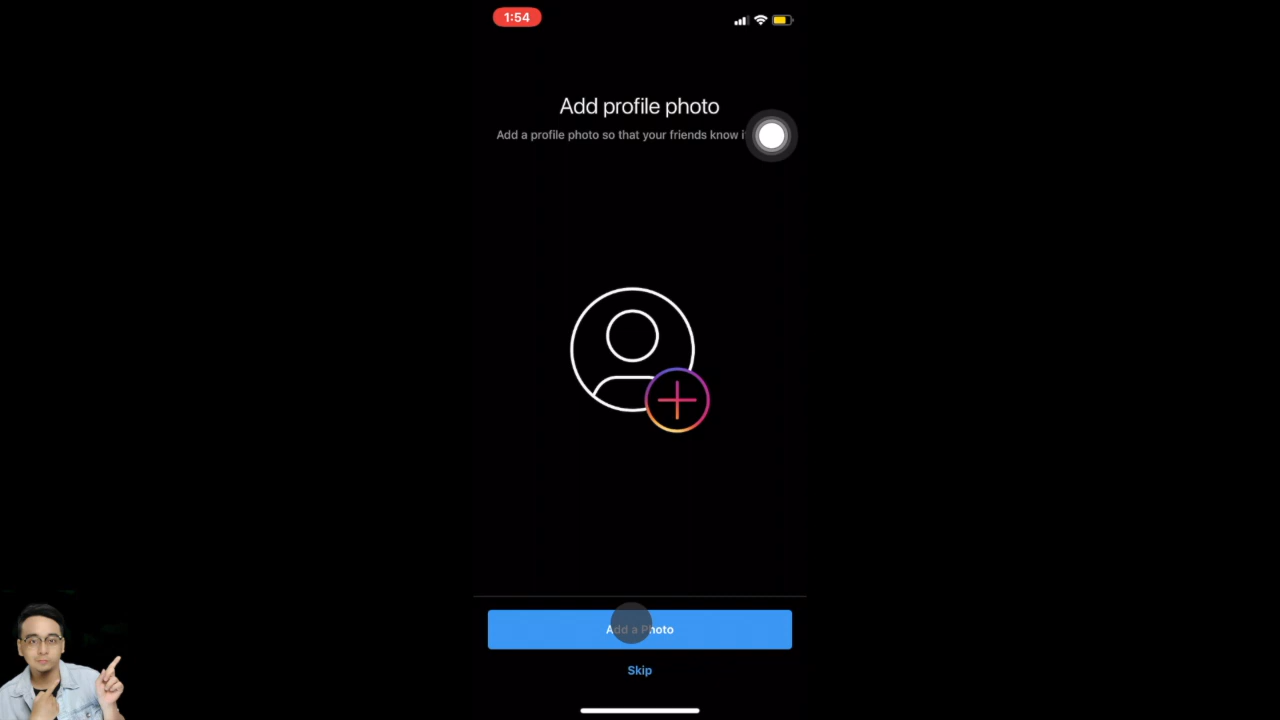 1:54
Add profile photo
Add a profile photo so that your friends know
Add a Photo
Skip